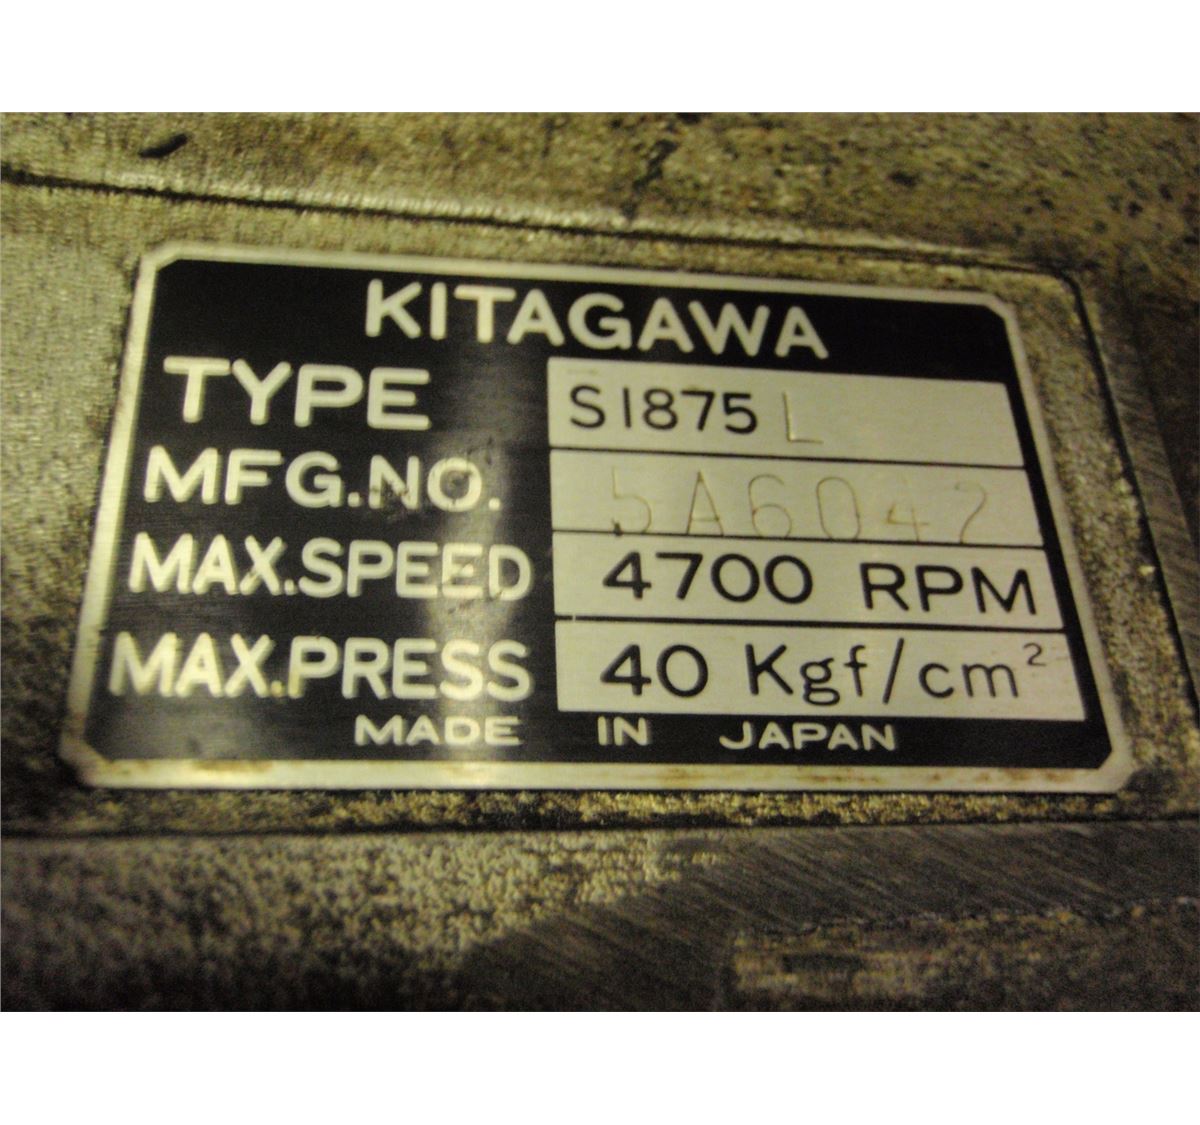 KITAGAWA
TYPE S1875 L
MFG.NO. 5A6042
MAX.SPEED 4700 RPM
MAX.PRESS 40 Kgf/cm²
MADE IN JAPAN